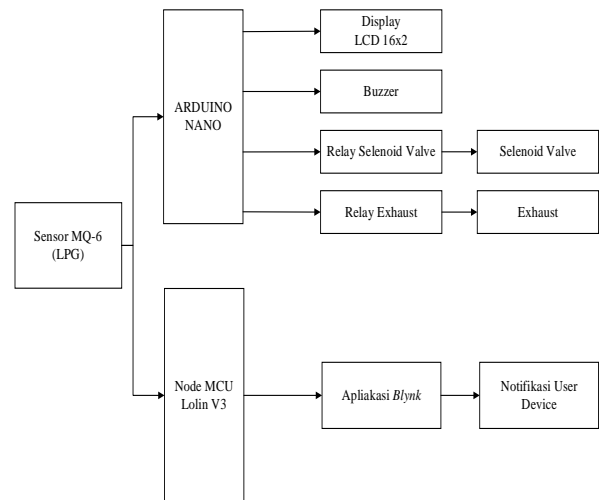 Display
LCD 16x2
Buzzer
ARDUINO
NANO
Relay Selenoid Valve
Selenoid Valve
Relay Exhaust
Exhaust
Sensor MQ-6
(LPG)
Node MCU
Lolin V3
Apliakasi Blynk
Notifikasi User
Device